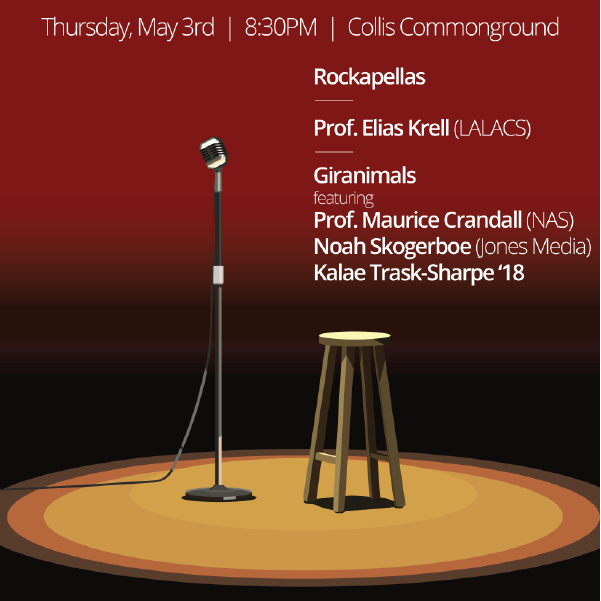 Thursday, May 3rd | 8:30PM | Collis Commonground
Rockapellas
Prof. Elias Krell (LALACS)
Giranimals
featuring
Prof. Maurice Crandall (NAS)
Noah Skogerboe (Jones Media)
Kalae Trask-Sharpe ‘18